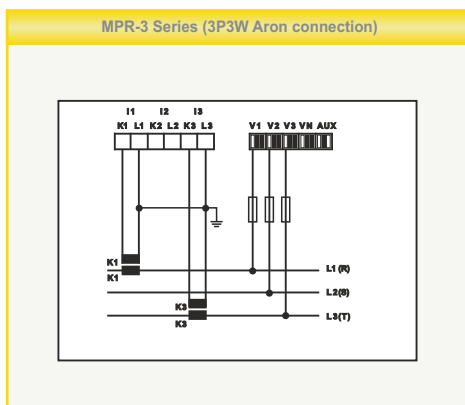 MPR-3 Series (3P3W Aron connection)
I1 I2 I3
K1 L1 K2 L2 K3 L3 V1 V2 V3 VN AUX
K1
K1
L1 (R)
L2(S)
K3
K3
L3(T)